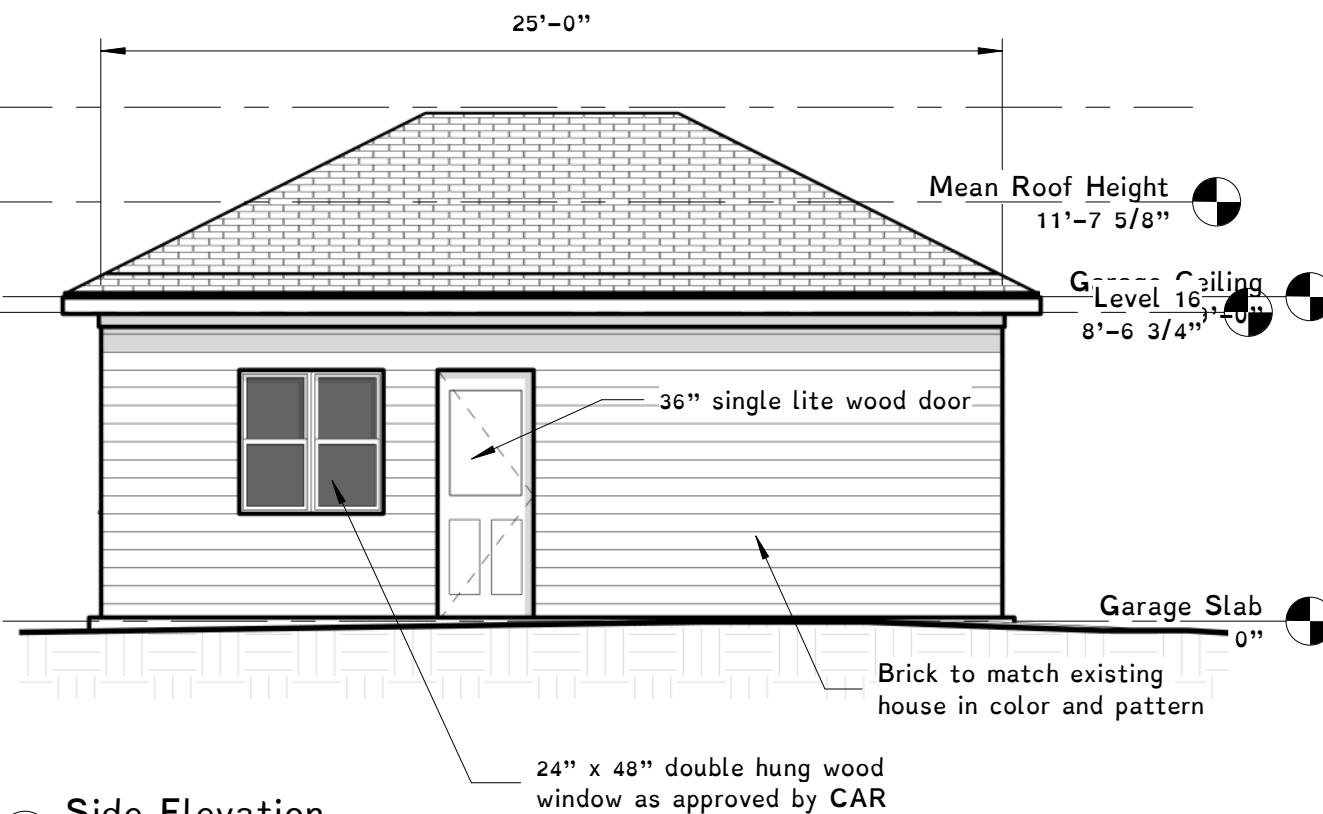 25’-0”
Mean Roof Height
11’-7 5/8”
Garage Ceiling
Level 16
8’-6 3/4”
36” single lite wood door
Garage Slab
0”
Brick to match existing
house in color and pattern
24” x 48” double hung wood
window as approved by CAR
Side Elevation